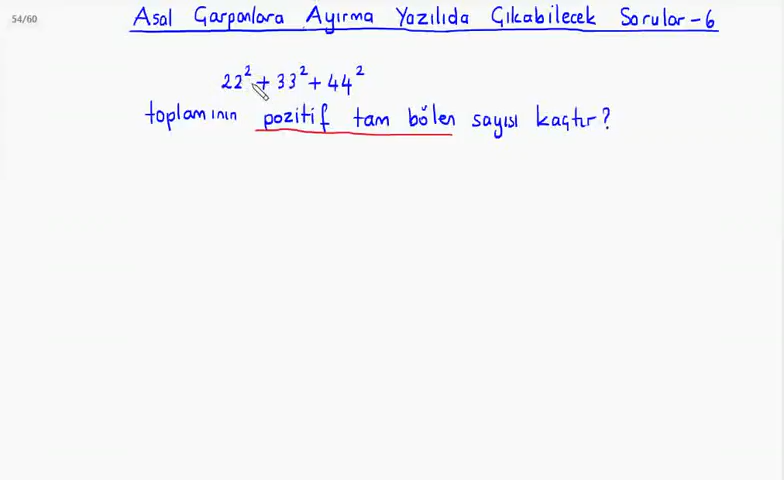 54/60
Asal Çarpanlara Ayırma Yazılıda Çıkabilecek Sorular-6
22² + 33² + 44²
toplamının pozitif tam bölen sayısı kaçtır?